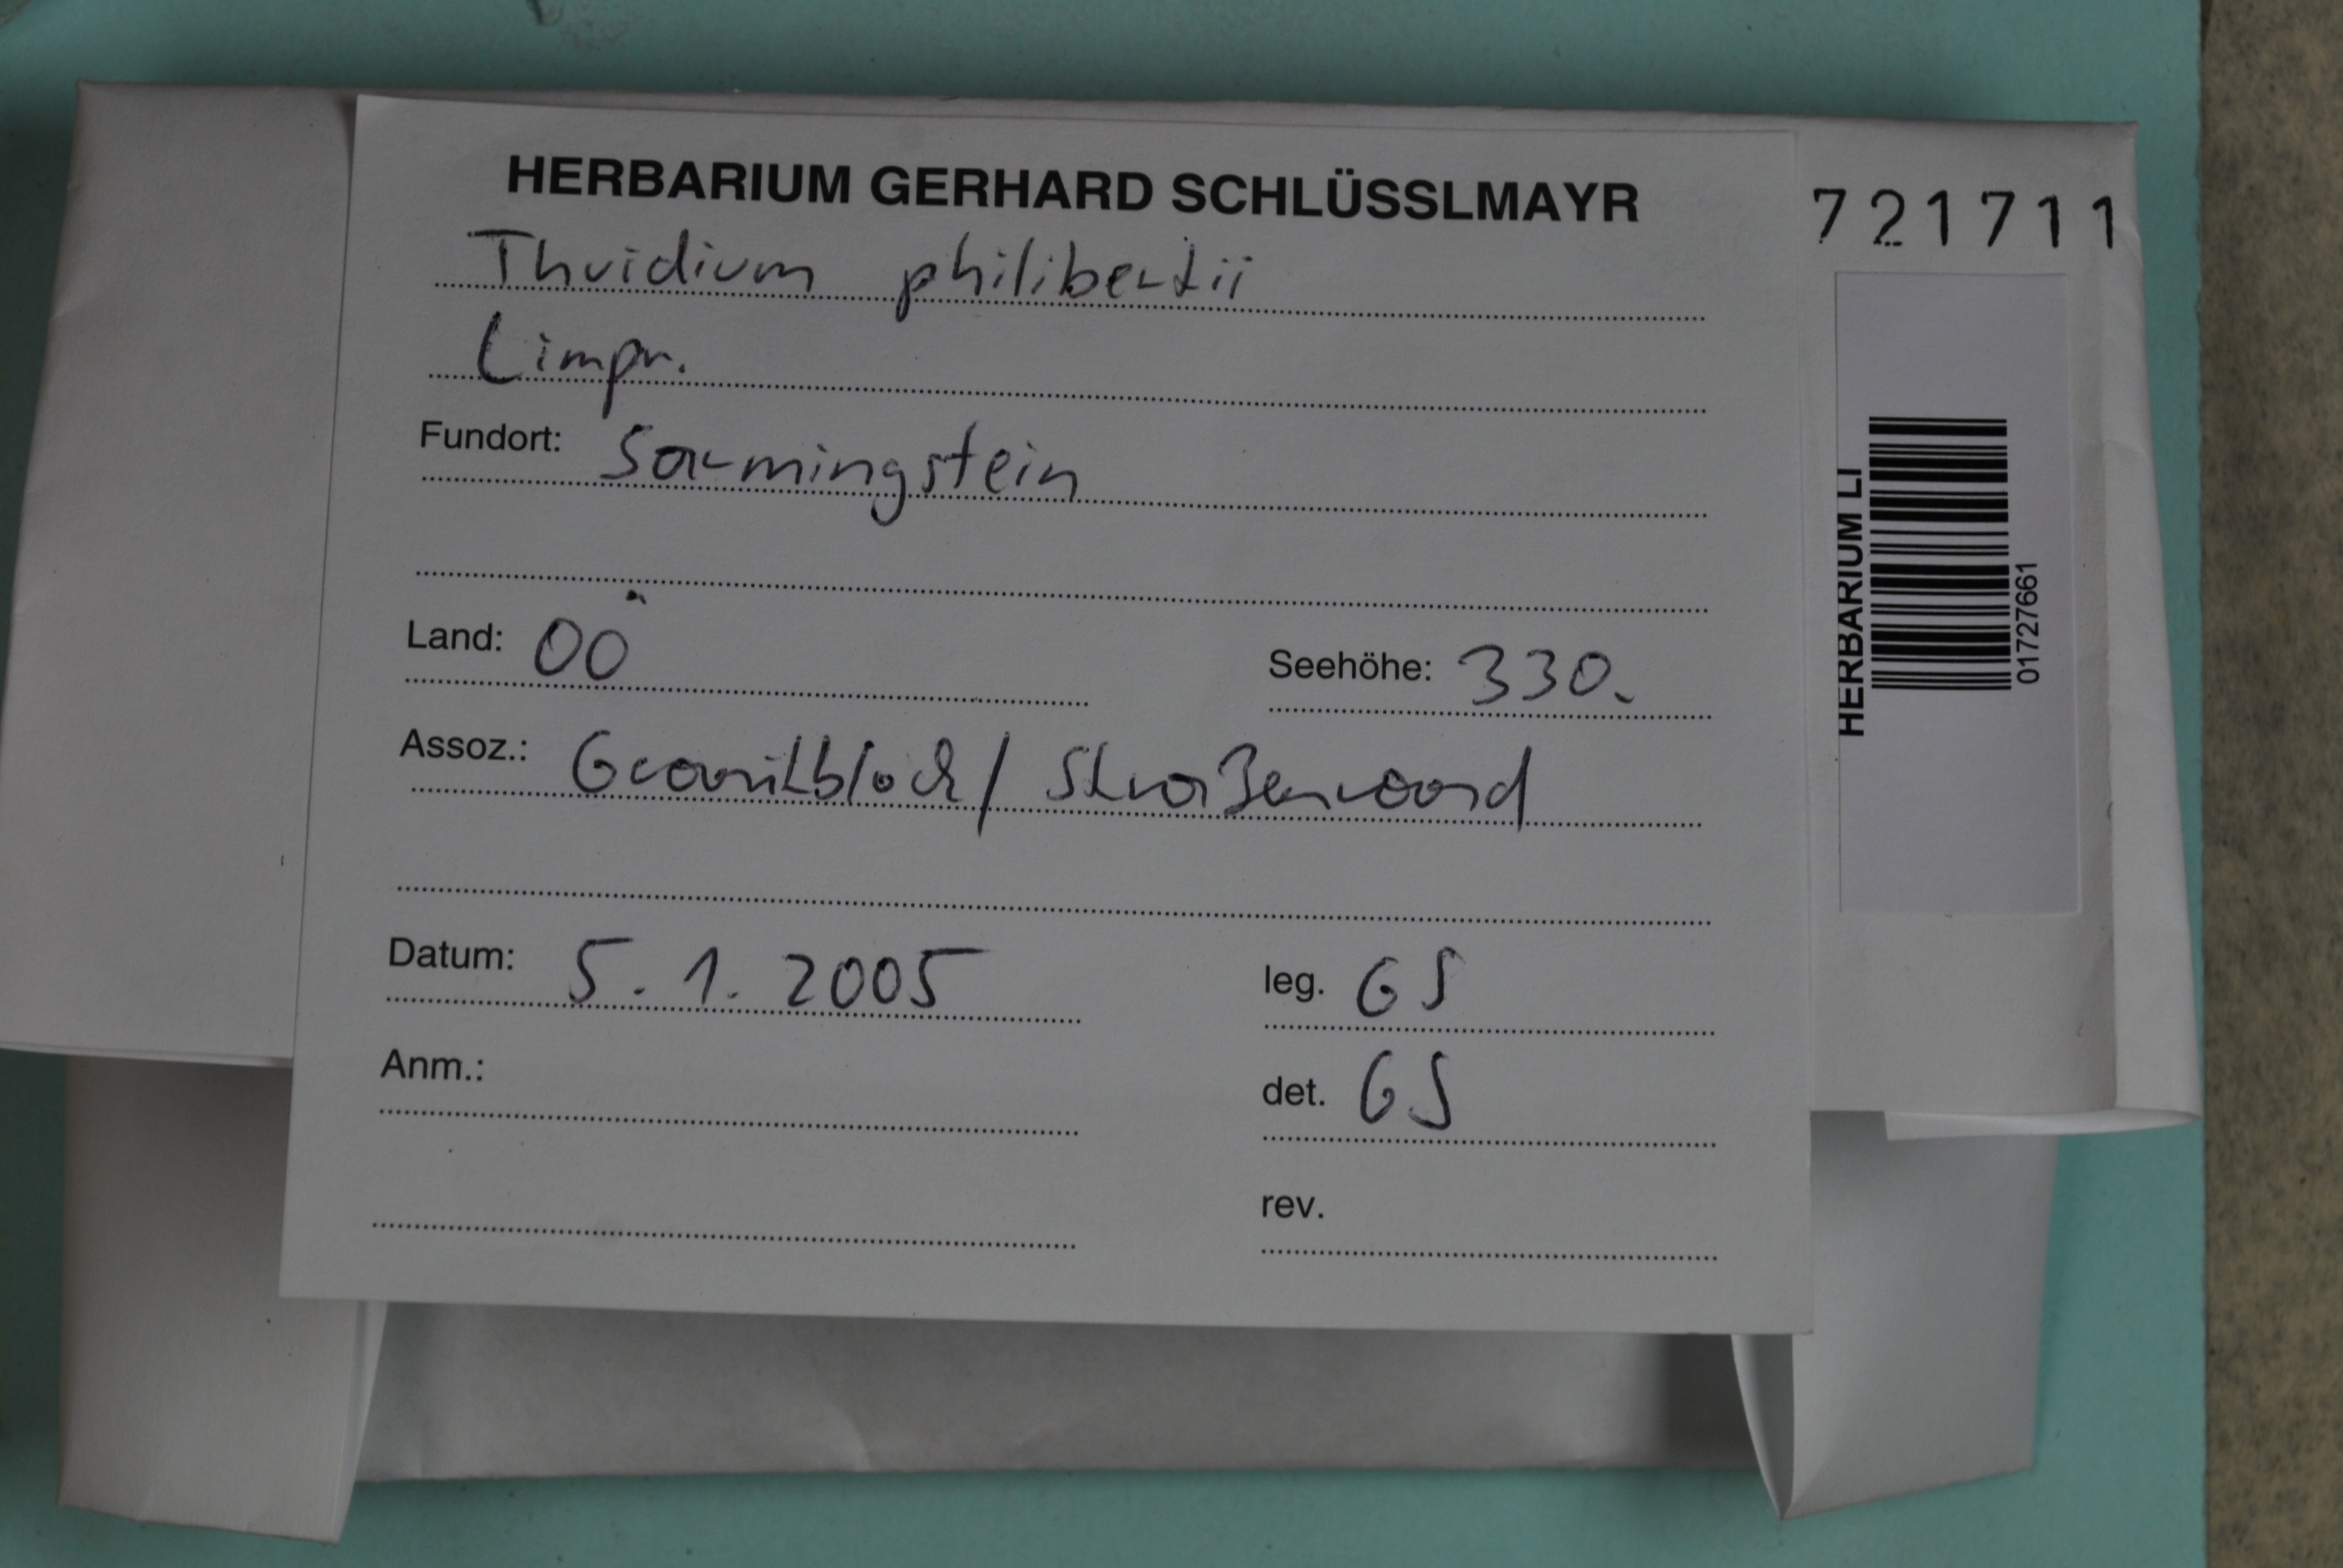 HERBARIUM GERHARD SCHLÜSSLMAYR
721711
Thuidium philibertii
Limpr.
Fundort: Sarmingstein
Land: OÖ
Seehöhe: 330.
Assoz.: Granitblock / Straßenrand
Datum: 5.1.2005
leg. GS
Anm.:
det. GS
rev.
HERBARIUM LI
01727661